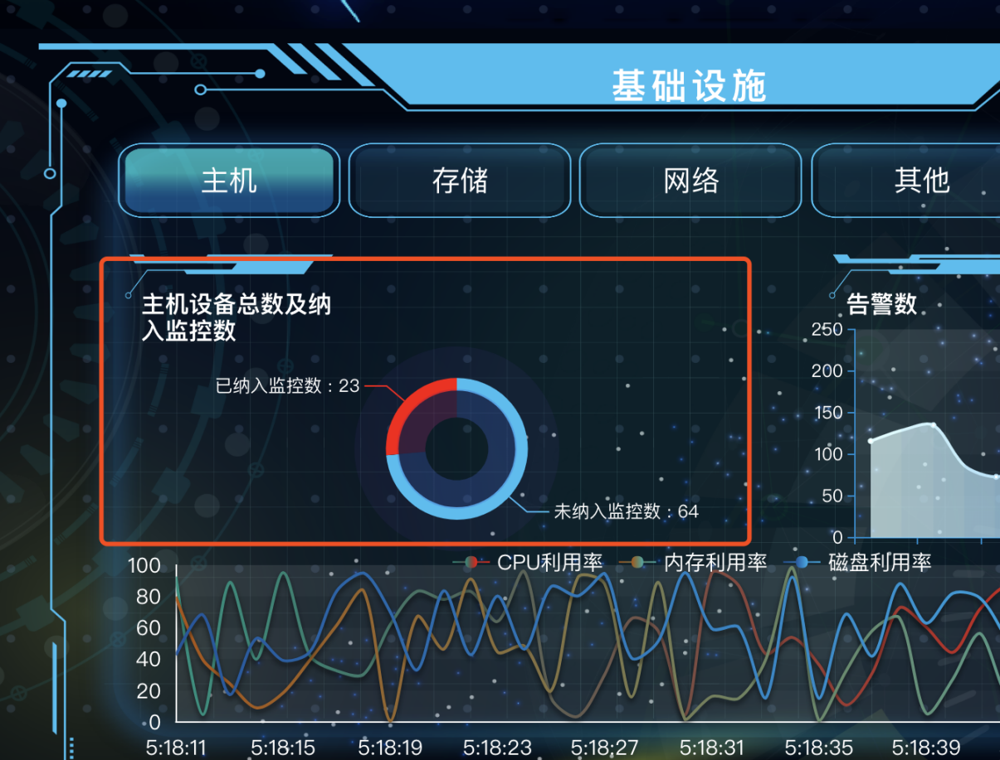 基础设施
主机
存储
网络
其他
主机设备总数及纳
入监控数
已纳入监控数：23
未纳入监控数：64
告警数
250
200
150
100
50
0
CPU利用率
内存利用率
磁盘利用率
100
80
60
40
20
0
5:18:11
5:18:15
5:18:19
5:18:23
5:18:27
5:18:31
5:18:35
5:18:39